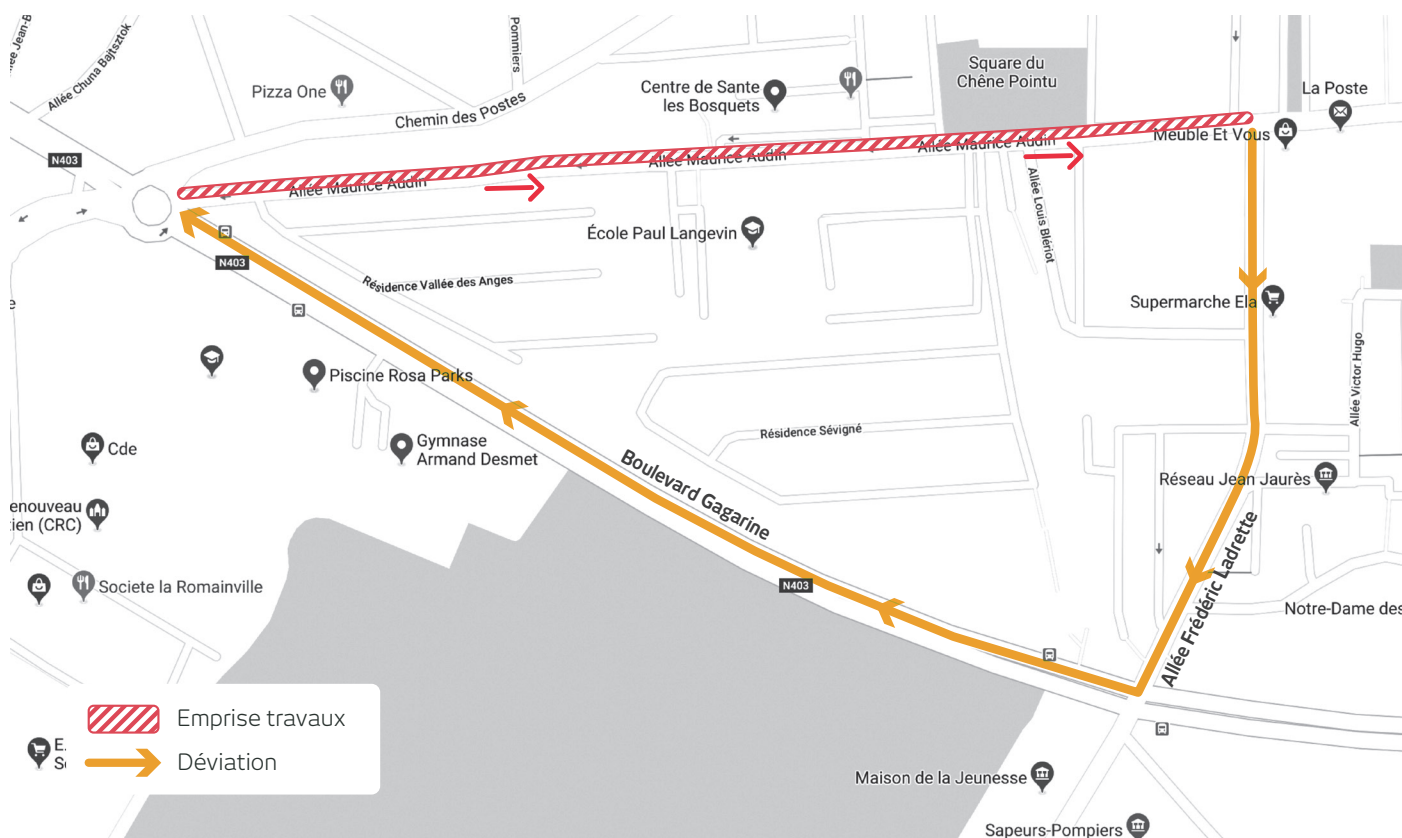 Allée Chuna Bajtsztok
Pommiers
Pizza One
Chemin des Postes
Centre de Sante
les Bosquets
Square du
Chêne Pointu
La Poste
Meuble Et Vous
N403
Allée Maurice Audin
Allée Maurice Audin
Allée Maurice Audin
Allée Louis Blériot
École Paul Langevin
N403
Résidence Vallée des Anges
Supermarche Ela
Allée Victor Hugo
Piscine Rosa Parks
Gymnase
Armand Desmet
Cde
Résidence Sévigné
Boulevard Gagarine
Réseau Jean Jaurès
enouveau
tien (CRC)
Allée Frédéric Ladrette
N403
Societe la Romainville
Notre-Dame des
Emprise travaux
Déviation
Maison de la Jeunesse
Sapeurs-Pompiers